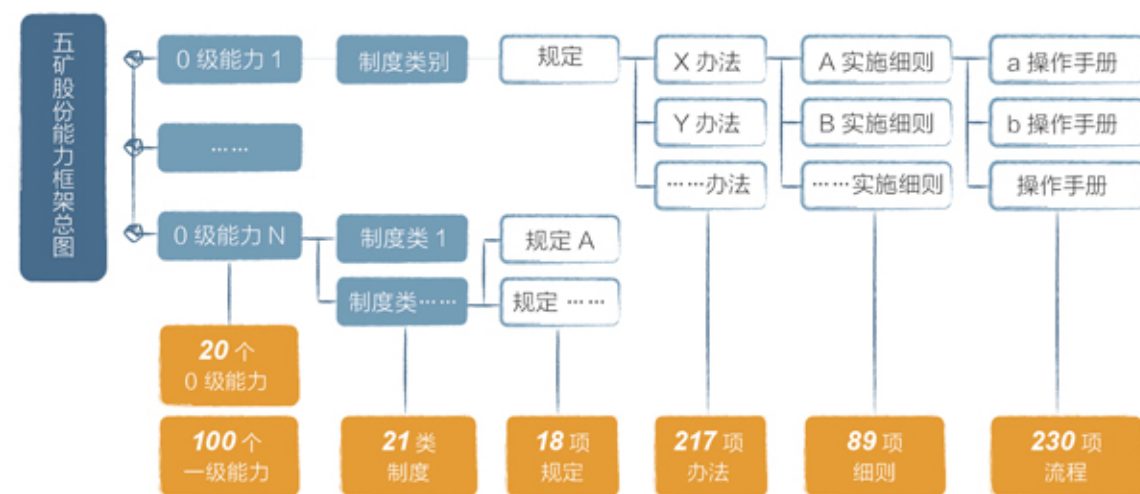 五矿股份能力框架总图
0 级能力 1
制度类别
规定
X 办法
A 实施细则
a 操作手册
Y 办法
B 实施细则
b 操作手册
……
……办法
……实施细则
操作手册
0 级能力 N
制度类 1
规定 A
制度类……
规定 ……
20 个
0 级能力
100 个
一级能力
21 类
制度
18 项
规定
217 项
办法
89 项
细则
230 项
流程